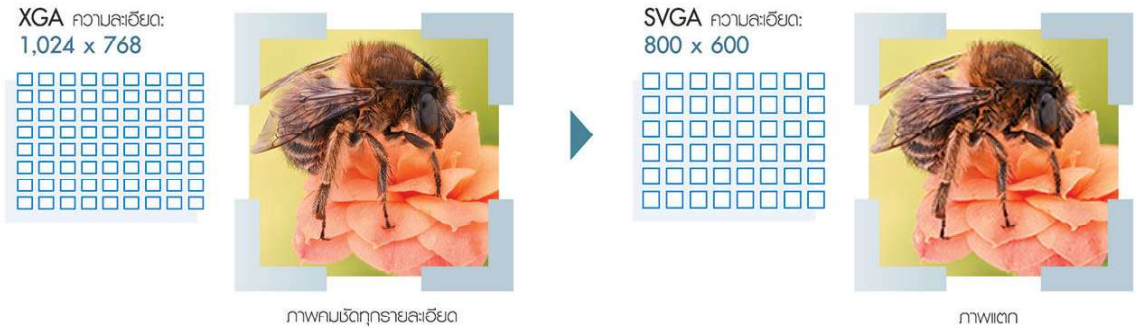 XGA ความละเอียด:
1,024 x 768
ภาพคมชัดทุกรายละเอียด
SVGA ความละเอียด:
800 x 600
ภาพแตก